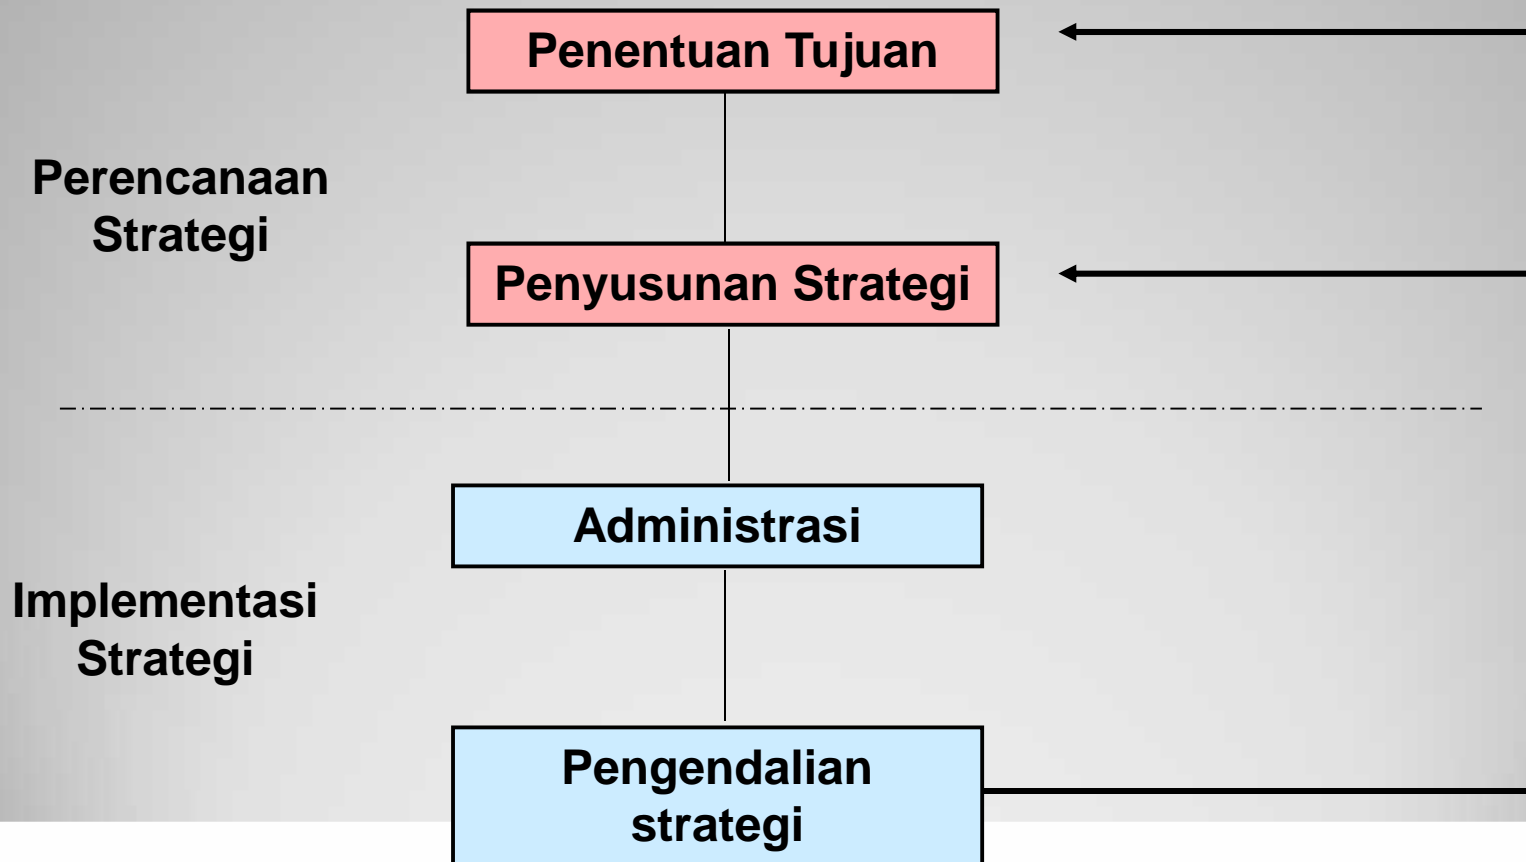 Penentuan Tujuan
Perencanaan
Strategi
Penyusunan Strategi
Administrasi
Implementasi
Strategi
Pengendalian
strategi